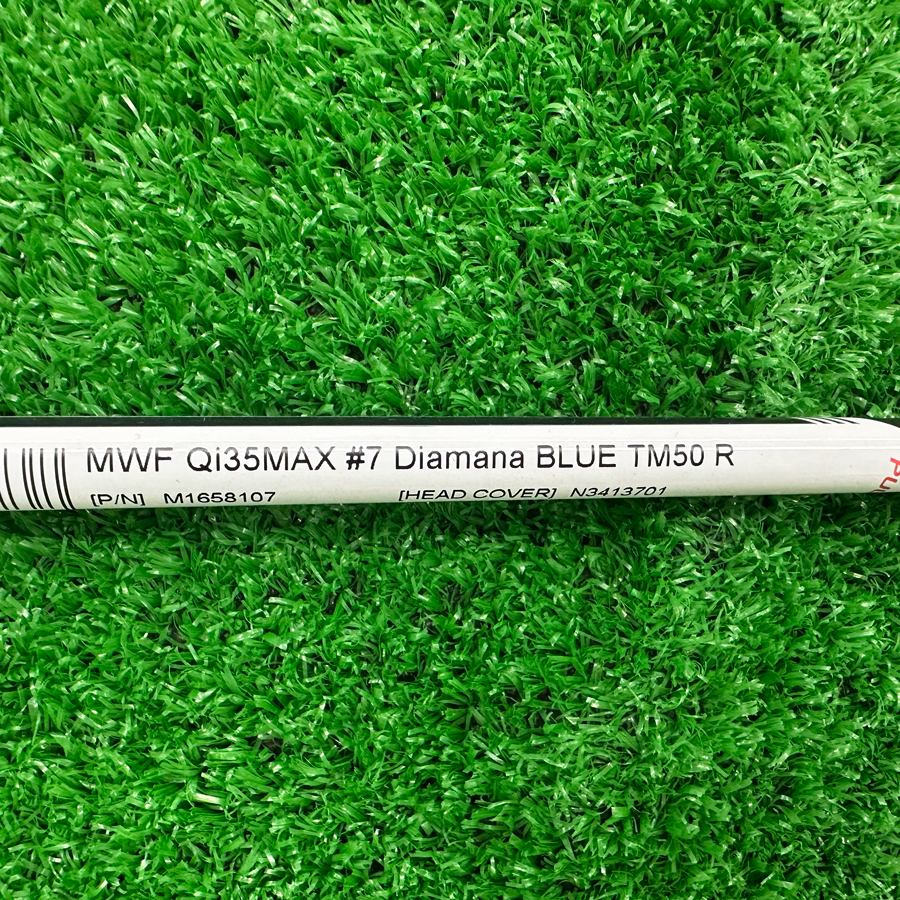 MWF Qi35MAX #7 Diamana BLUE TM50 R
[P/N] M1658107 [HEAD COVER] N3413701